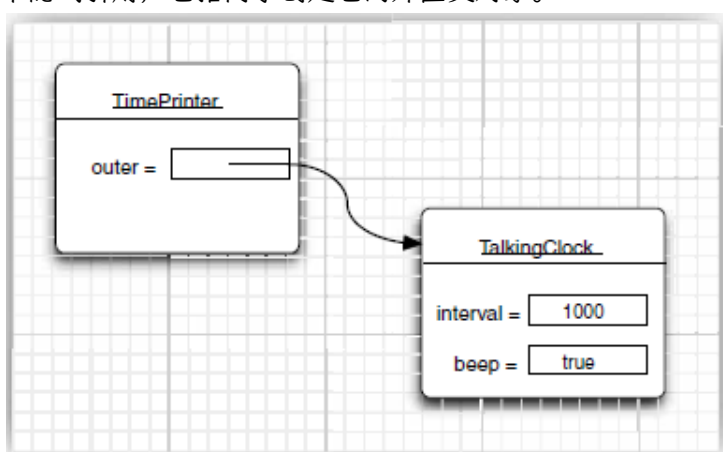 TimePrinter
outer =
TalkingClock
interval = 1000
beep = true